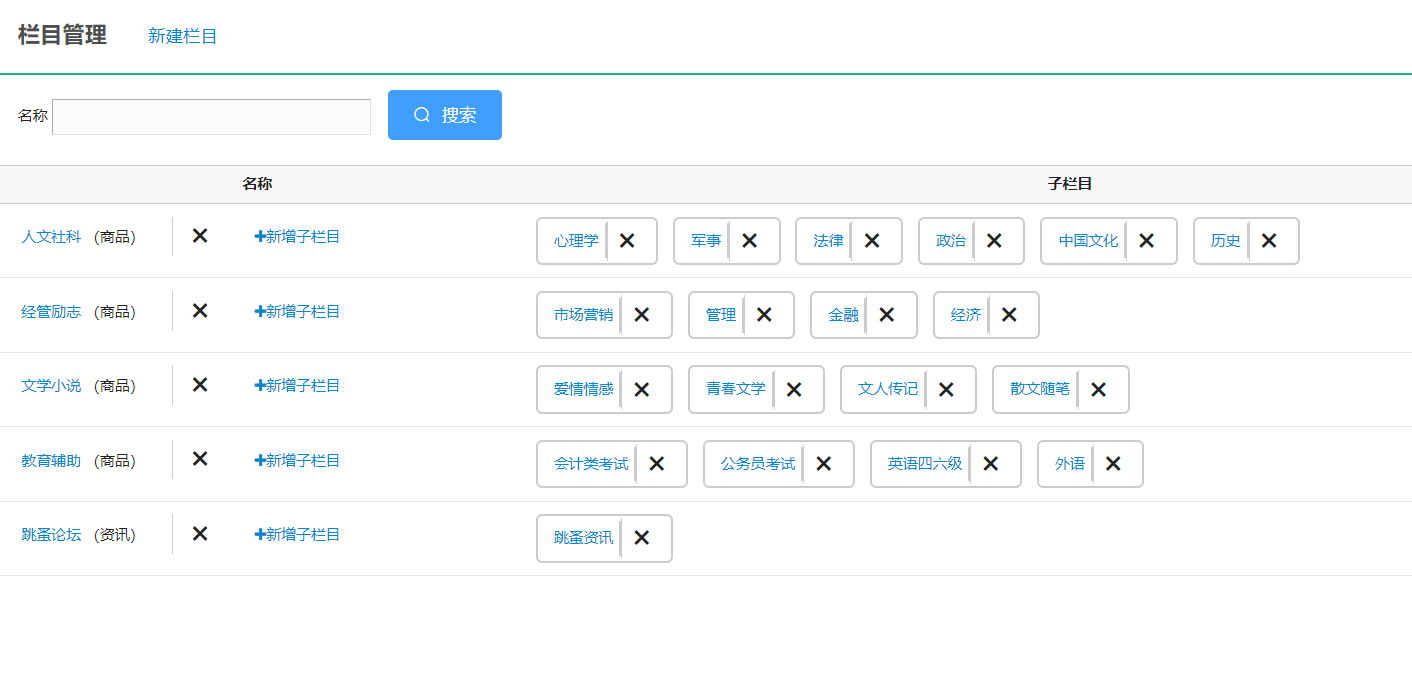 栏目管理 新建栏目
名称 搜索
名称 子栏目
人文社科 (商品) ✕ ✚新增子栏目 心理学 ✕ 军事 ✕ 法律 ✕ 政治 ✕ 中国文化 ✕ 历史 ✕
经管励志 (商品) ✕ ✚新增子栏目 市场营销 ✕ 管理 ✕ 金融 ✕ 经济 ✕
文学小说 (商品) ✕ ✚新增子栏目 爱情情感 ✕ 青春文学 ✕ 文人传记 ✕ 散文随笔 ✕
教育辅助 (商品) ✕ ✚新增子栏目 会计类考试 ✕ 公务员考试 ✕ 英语四六级 ✕ 外语 ✕
跳蚤论坛 (资讯) ✕ ✚新增子栏目 跳蚤资讯 ✕